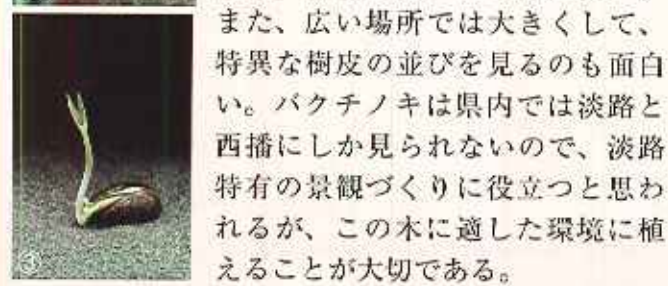 また、広い場所では大きくして、
特異な樹皮の並びを見るのも面白
い。バクチノキは県内では淡路と
西播にしか見られないので、淡路
特有の景観づくりに役立つと思わ
れるが、この木に適した環境に植
えることが大切である。
③